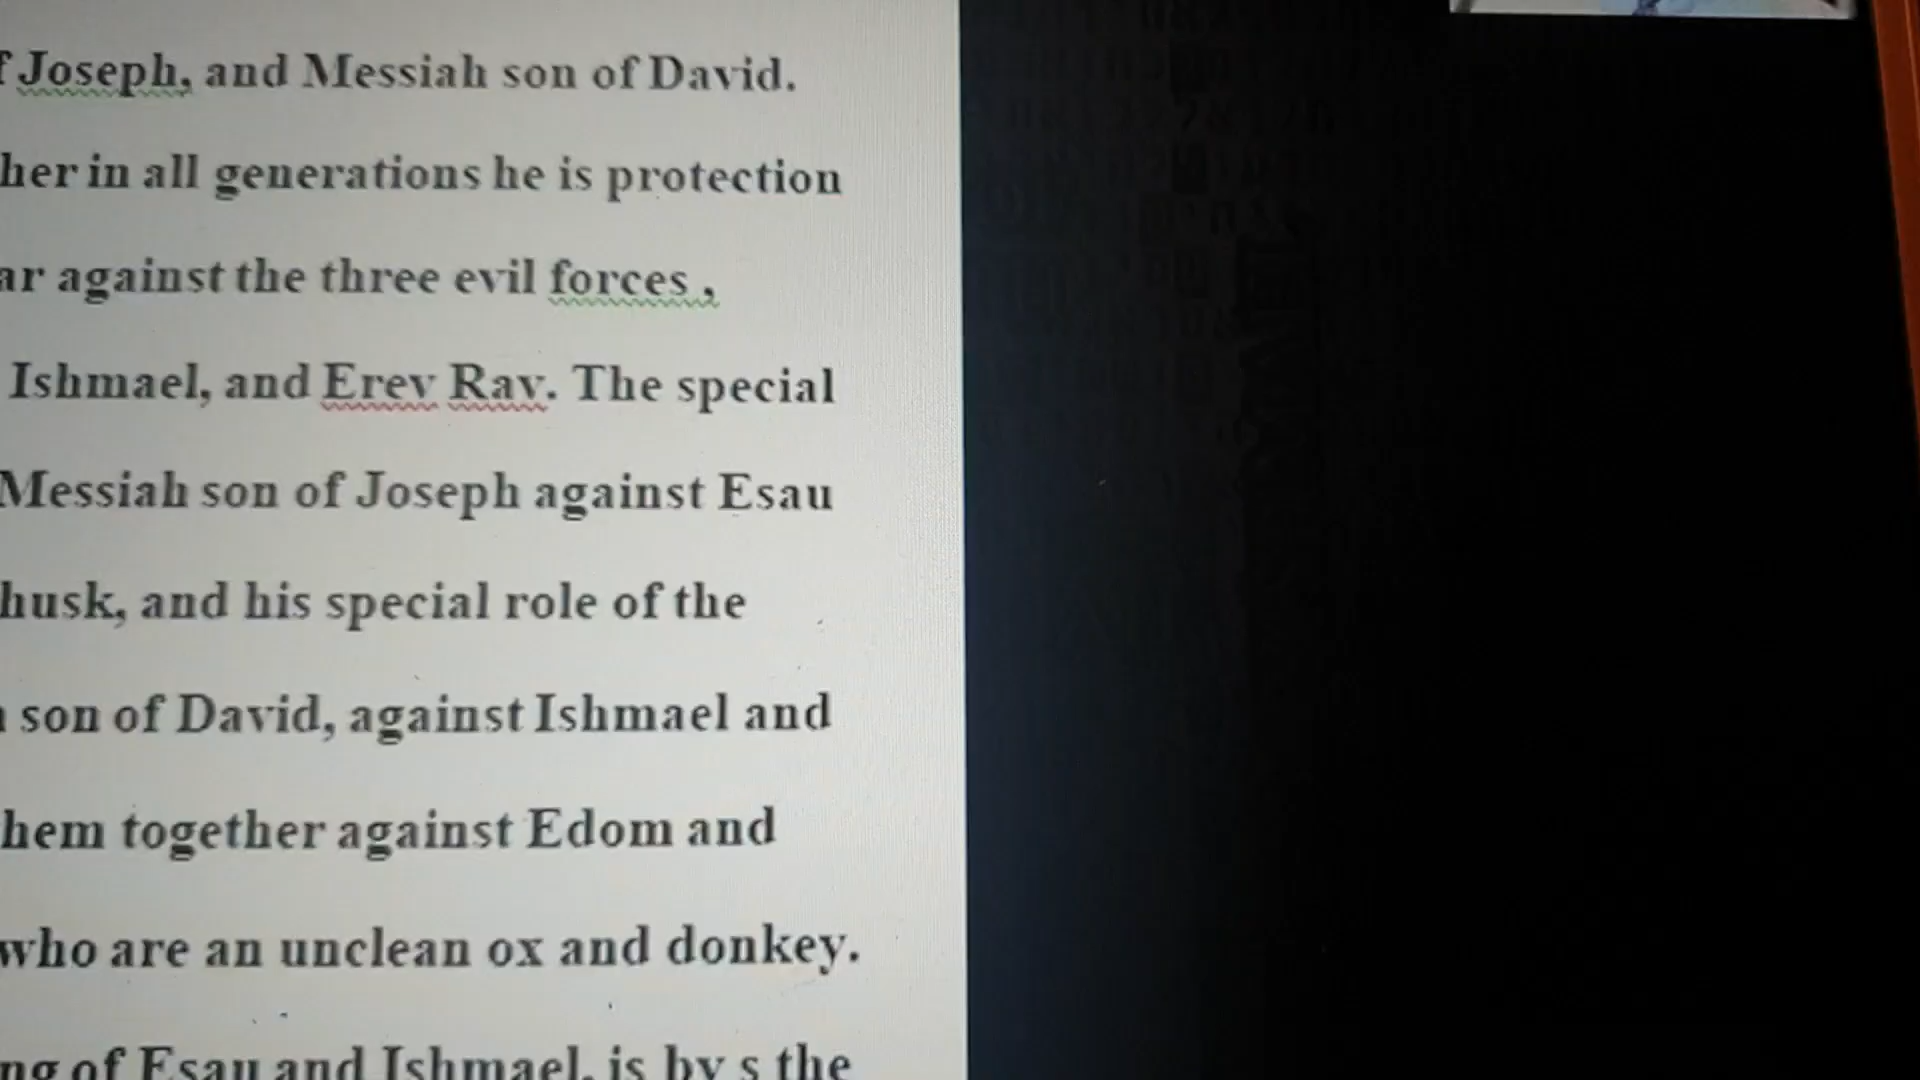 f Joseph, and Messiah son of David.
her in all generations he is protection
ar against the three evil forces ,
Ishmael, and Erev Rav. The special
Messiah son of Joseph against Esau
husk, and his special role of the
son of David, against Ishmael and
hem together against Edom and
who are an unclean ox and donkey.
ng of Esau and Ishmael, is by s the